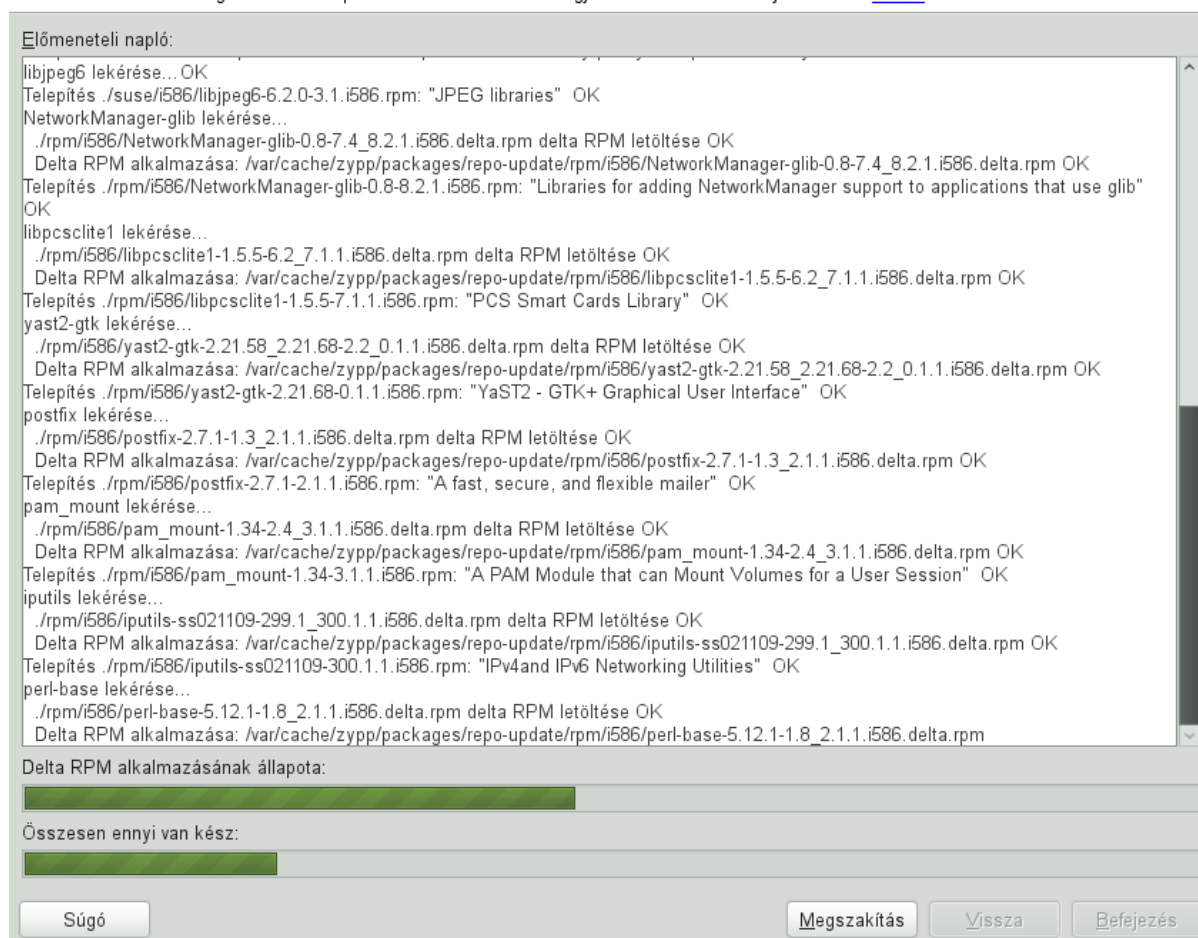 Előmeneteli napló:
libjpeg6 lekérése...OK
Telepítés ./suse/i586/libjpeg6-6.2.0-3.1.i586.rpm: "JPEG libraries"  OK
NetworkManager-glib lekérése...
./rpm/i586/NetworkManager-glib-0.8-7.4_8.2.1.i586.delta.rpm delta RPM letöltése OK
Delta RPM alkalmazása: /var/cache/zypp/packages/repo-update/rpm/i586/NetworkManager-glib-0.8-7.4_8.2.1.i586.delta.rpm OK
Telepítés ./rpm/i586/NetworkManager-glib-0.8-8.2.1.i586.rpm: "Libraries for adding NetworkManager support to applications that use glib"
OK
libpcsclite1 lekérése...
./rpm/i586/libpcsclite1-1.5.5-6.2_7.1.1.i586.delta.rpm delta RPM letöltése OK
Delta RPM alkalmazása: /var/cache/zypp/packages/repo-update/rpm/i586/libpcsclite1-1.5.5-6.2_7.1.1.i586.delta.rpm OK
Telepítés ./rpm/i586/libpcsclite1-1.5.5-7.1.1.i586.rpm: "PCS Smart Cards Library"  OK
yast2-gtk lekérése...
./rpm/i586/yast2-gtk-2.21.58_2.21.68-2.2_0.1.1.i586.delta.rpm delta RPM letöltése OK
Delta RPM alkalmazása: /var/cache/zypp/packages/repo-update/rpm/i586/yast2-gtk-2.21.58_2.21.68-2.2_0.1.1.i586.delta.rpm OK
Telepítés ./rpm/i586/yast2-gtk-2.21.68-0.1.1.i586.rpm: "YaST2 - GTK+ Graphical User Interface"  OK
postfix lekérése...
./rpm/i586/postfix-2.7.1-1.3_2.1.1.i586.delta.rpm delta RPM letöltése OK
Delta RPM alkalmazása: /var/cache/zypp/packages/repo-update/rpm/i586/postfix-2.7.1-1.3_2.1.1.i586.delta.rpm OK
Telepítés ./rpm/i586/postfix-2.7.1-2.1.1.i586.rpm: "A fast, secure, and flexible mailer"  OK
pam_mount lekérése...
./rpm/i586/pam_mount-1.34-2.4_3.1.1.i586.delta.rpm delta RPM letöltése OK
Delta RPM alkalmazása: /var/cache/zypp/packages/repo-update/rpm/i586/pam_mount-1.34-2.4_3.1.1.i586.delta.rpm OK
Telepítés ./rpm/i586/pam_mount-1.34-3.1.1.i586.rpm: "A PAM Module that can Mount Volumes for a User Session"  OK
iputils lekérése...
./rpm/i586/iputils-ss021109-299.1_300.1.1.i586.delta.rpm delta RPM letöltése OK
Delta RPM alkalmazása: /var/cache/zypp/packages/repo-update/rpm/i586/iputils-ss021109-299.1_300.1.1.i586.delta.rpm OK
Telepítés ./rpm/i586/iputils-ss021109-300.1.1.i586.rpm: "IPv4and IPv6 Networking Utilities"  OK
perl-base lekérése...
./rpm/i586/perl-base-5.12.1-1.8_2.1.1.i586.delta.rpm delta RPM letöltése OK
Delta RPM alkalmazása: /var/cache/zypp/packages/repo-update/rpm/i586/perl-base-5.12.1-1.8_2.1.1.i586.delta.rpm
Delta RPM alkalmazásának állapota:
Összesen ennyi van kész:
Súgó
Megszakítás
Vissza
Befejezés